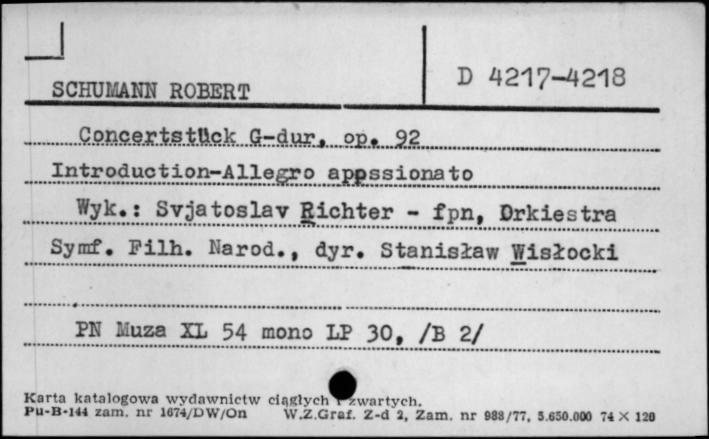 D 4217-4218
SCHUMANN ROBERT
Concertstück G-dur, op. 92
Introduction-Allegro appssionato
Wyk.: Svjatoslav Richter - fpn, Orkiestra
Symf. Filh. Narod., dyr. Stanisław Wisłocki
PN Muza XL 54 mono LP 30, /B 2/
Karta katalogowa wydawnictw ciągłych i zwartych.
Pu-B-144 zam. nr 1674/DW/On W.Z.Graf. Z-d 2, Zam. nr 988/77, 5.650.000 74 X 120